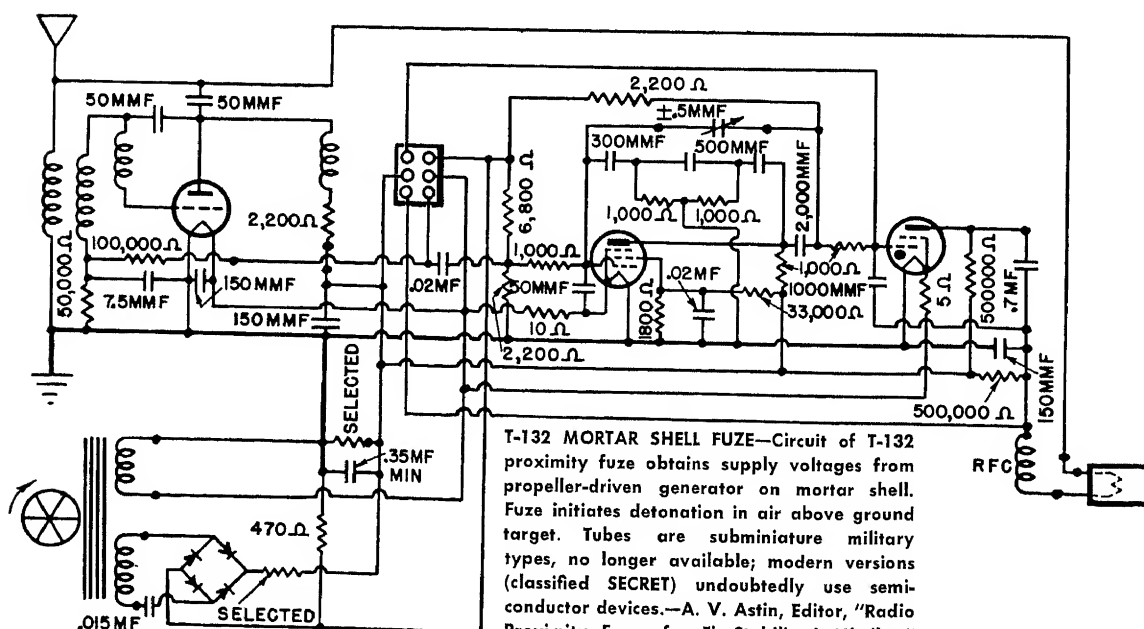 50MMF
50MMF
2,200Ω
±.5MMF
300MMF
500MMF
6,800 Ω
1,000Ω
1,000Ω
2,000MMF
2,200Ω
100,000Ω
50,000Ω
7.5MMF
150MMF
150MMF
.02MF
1,000Ω
50MMF
10Ω
2,200Ω
1800Ω
.02MF
33,000Ω
1,000Ω
1000MMF
5Ω
500000Ω
.7MF
150MMF
500,000 Ω
SELECTED
.35MF
MIN
470Ω
SELECTED
.015MF
RFC
T-132 MORTAR SHELL FUZE—Circuit of T-132
proximity fuze obtains supply voltages from
propeller-driven generator on mortar shell.
Fuze initiates detonation in air above ground
target. Tubes are subminiature military
types, no longer available; modern versions
(classified SECRET) undoubtedly use semi-
conductor devices.—A. V. Astin, Editor, "Radio